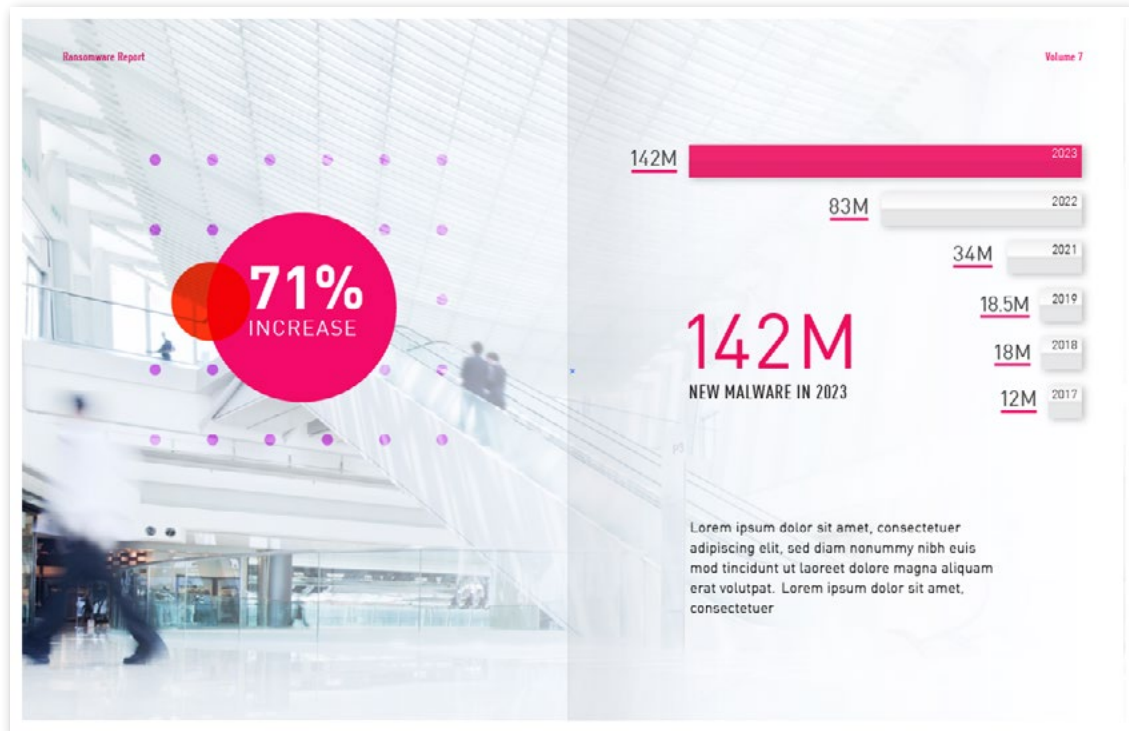 Ransomware Report
Volume 7
71%
INCREASE
142M
2023
83M
2022
34M
2021
18.5M
2019
18M
2018
12M
2017
142M
NEW MALWARE IN 2023
Lorem ipsum dolor sit amet, consectetuer
adipiscing elit, sed diam nonummy nibh euis
mod tincidunt ut laoreet dolore magna aliquam
erat volutpat. Lorem ipsum dolor sit amet,
consectetuer